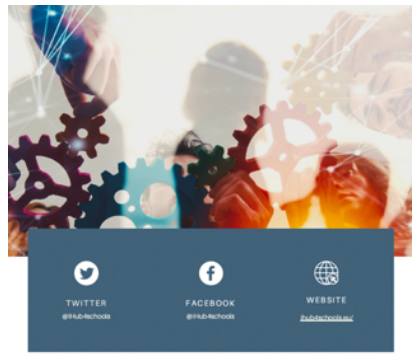 TWITTER
@iHub4schools
FACEBOOK
@iHub4schools
WEBSITE
ihub4schools.eu/